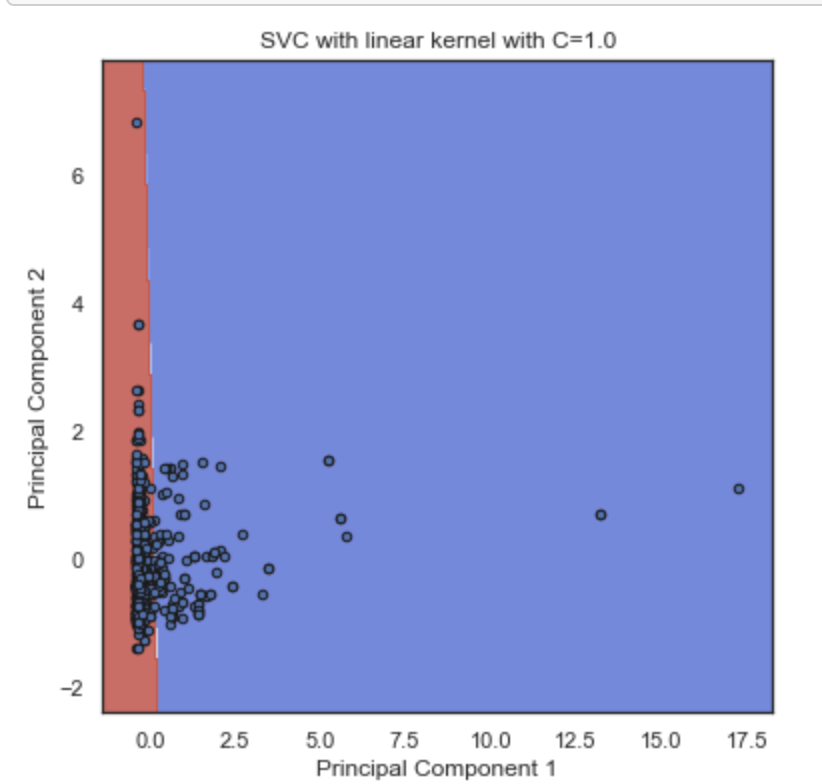 SVC with linear kernel with C=1.0
Principal Component 2
6
4
2
0
−2
0.0 2.5 5.0 7.5 10.0 12.5 15.0 17.5
Principal Component 1